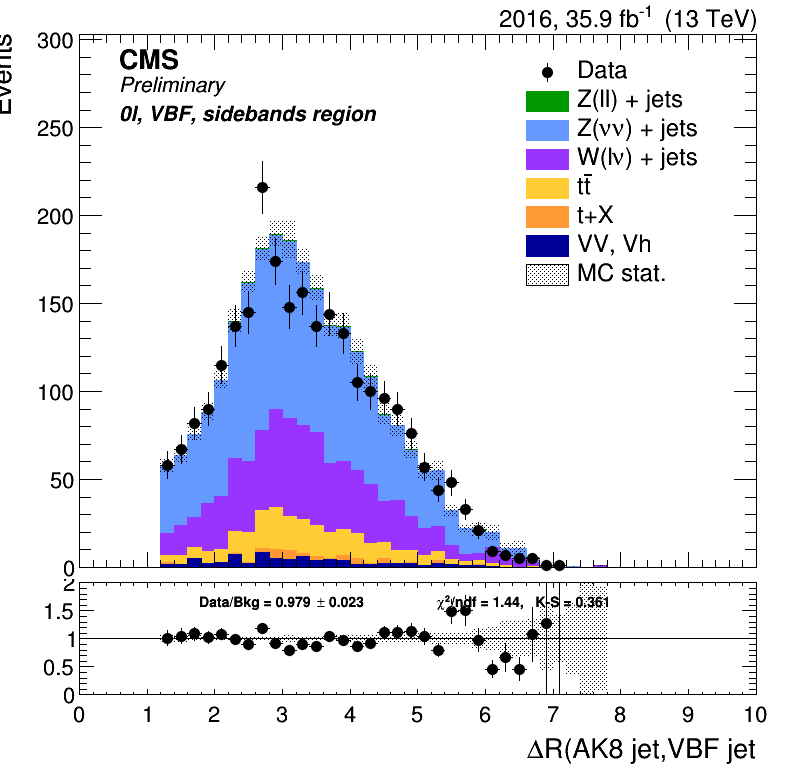 2016, 35.9 fb⁻¹ (13 TeV)
Events
300
250
200
150
100
50
0
CMS
Preliminary
0l, VBF, sidebands region
Data
Z(ll) + jets
Z(νν) + jets
W(lν) + jets
tt̄
t+X
VV, Vh
MC stat.
2
1.5
1
0.5
0
Data/Bkg = 0.979 ± 0.023
χ²/ndf = 1.44, K-S = 0.361
0 1 2 3 4 5 6 7 8 9 10
ΔR(AK8 jet,VBF jet